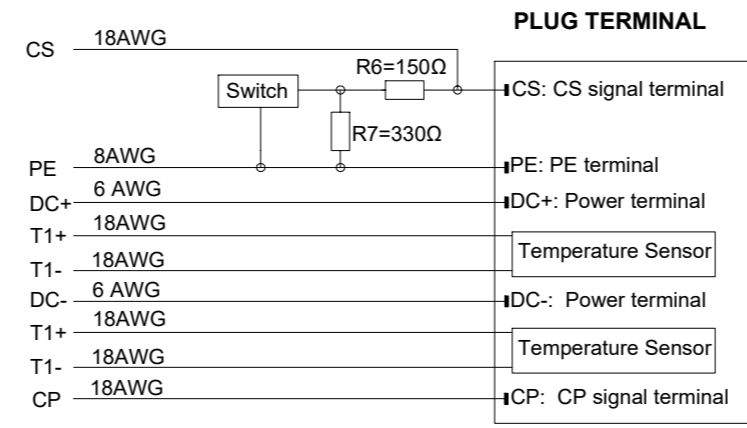 PLUG TERMINAL
CS 18AWG
R6=150Ω
Switch
CS: CS signal terminal
R7=330Ω
PE 8AWG
PE: PE terminal
DC+ 6 AWG
DC+: Power terminal
T1+ 18AWG
Temperature Sensor
T1- 18AWG
DC- 6 AWG
DC-: Power terminal
T1+ 18AWG
Temperature Sensor
T1- 18AWG
CP 18AWG
CP: CP signal terminal